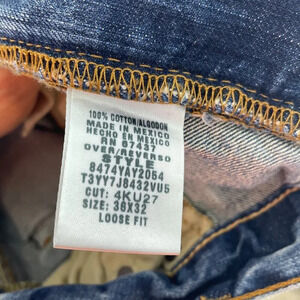 100% COTTON/ALGODON
MADE IN MEXICO
HECHO EN MEXICO
RN 87437
OVER/REVERSO
STYLE
8474YAY2054
T3YY7J8432VU5
CUT: 4KU27
SIZE: 36X32
LOOSE FIT